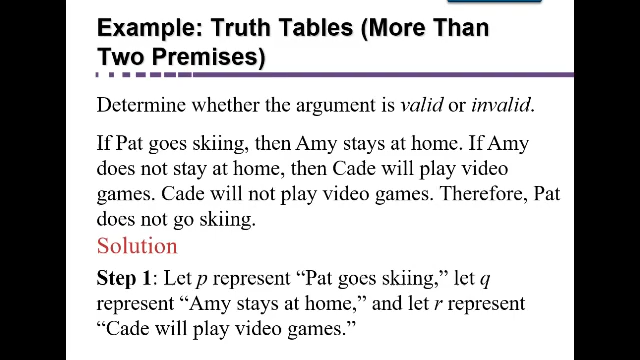 Example: Truth Tables (More Than
Two Premises)
Determine whether the argument is valid or invalid.
If Pat goes skiing, then Amy stays at home. If Amy
does not stay at home, then Cade will play video
games. Cade will not play video games. Therefore, Pat
does not go skiing.
Solution
Step 1: Let p represent “Pat goes skiing,” let q
represent “Amy stays at home,” and let r represent
“Cade will play video games.”